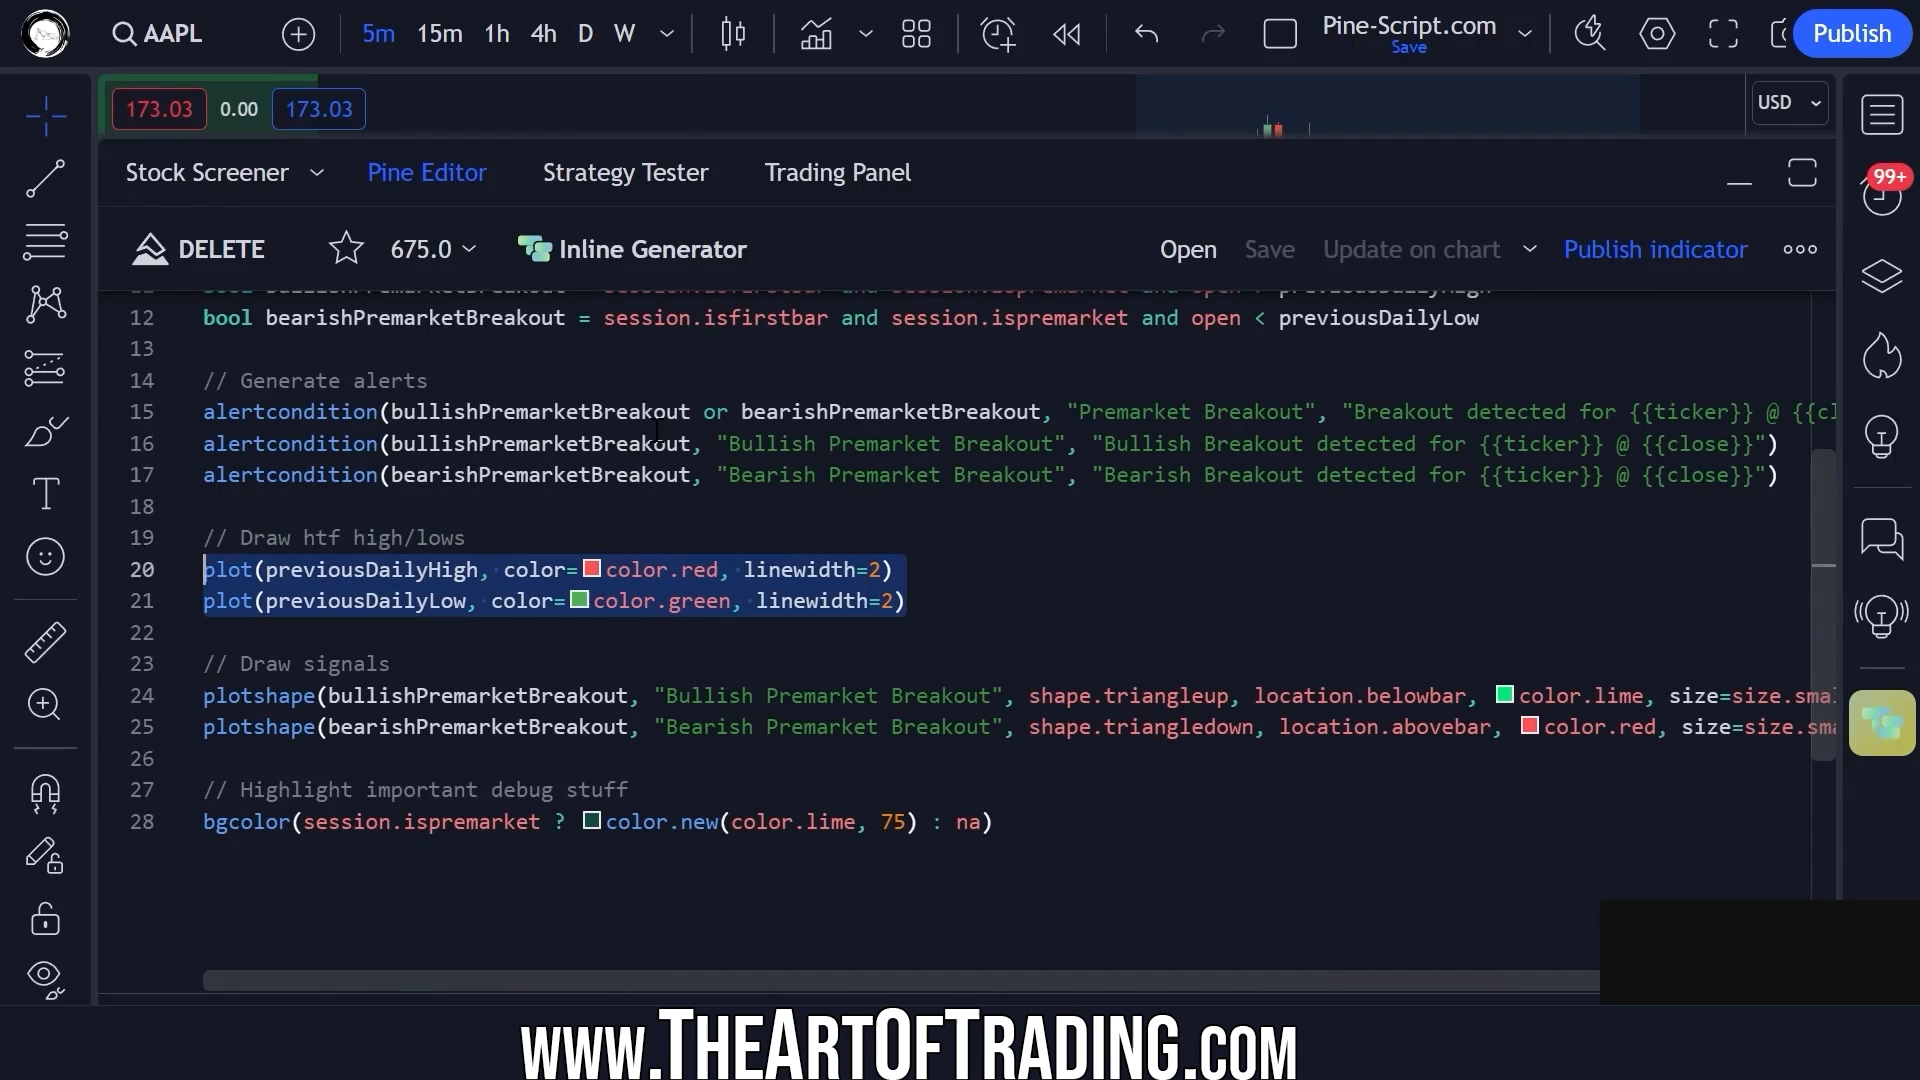 AAPL
5m 15m 1h 4h D W
Pine-Script.com
Save
Publish
173.03 0.00 173.03
USD
Stock Screener Pine Editor Strategy Tester Trading Panel
99+
DELETE 675.0 Inline Generator Open Save Update on chart Publish indicator
12 bool bearishPremarketBreakout = session.isfirstbar and session.ispremarket and open < previousDailyLow
13
14 // Generate alerts
15 alertcondition(bullishPremarketBreakout or bearishPremarketBreakout, "Premarket Breakout", "Breakout detected for {{ticker}} @ {{cl
16 alertcondition(bullishPremarketBreakout, "Bullish Premarket Breakout", "Bullish Breakout detected for {{ticker}} @ {{close}}")
17 alertcondition(bearishPremarketBreakout, "Bearish Premarket Breakout", "Bearish Breakout detected for {{ticker}} @ {{close}}")
18
19 // Draw htf high/lows
20 plot(previousDailyHigh, color=color.red, linewidth=2)
21 plot(previousDailyLow, color=color.green, linewidth=2)
22
23 // Draw signals
24 plotshape(bullishPremarketBreakout, "Bullish Premarket Breakout", shape.triangleup, location.belowbar, color.lime, size=size.smal
25 plotshape(bearishPremarketBreakout, "Bearish Premarket Breakout", shape.triangledown, location.abovebar, color.red, size=size.sma
26
27 // Highlight important debug stuff
28 bgcolor(session.ispremarket ? color.new(color.lime, 75) : na)
www.TheArtOfTrading.com